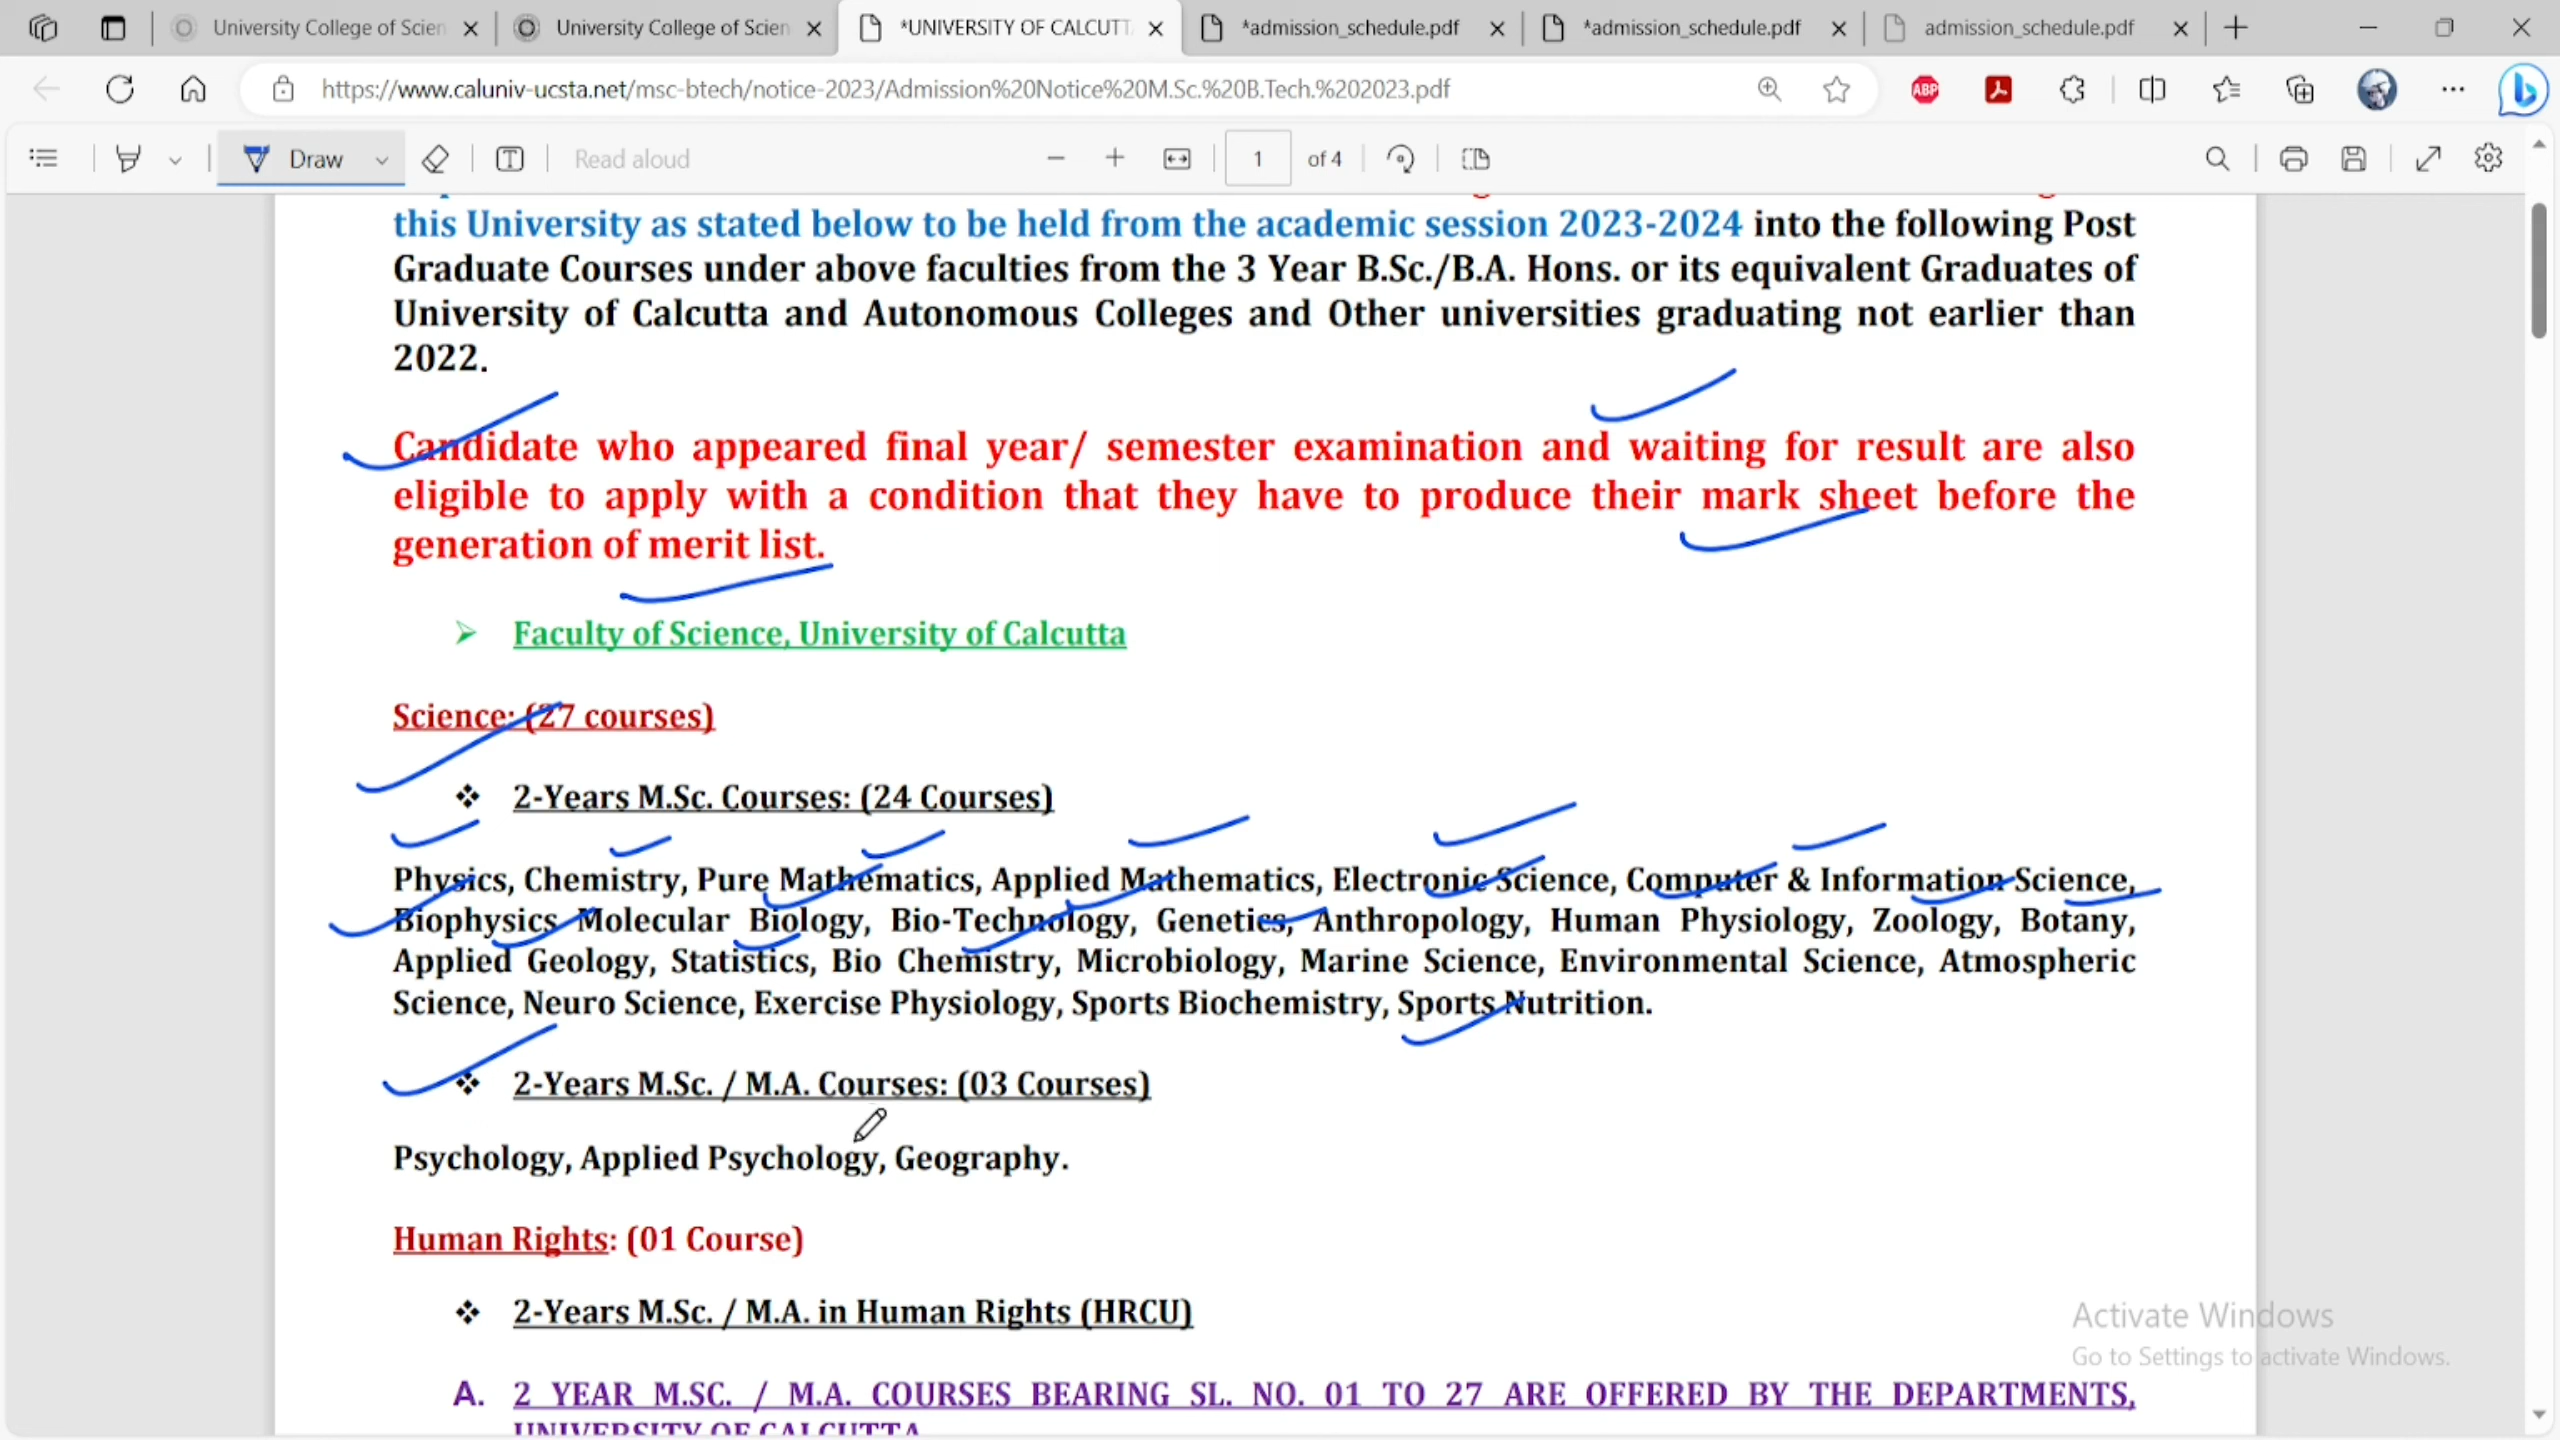 University College of Scien
University College of Scien
*UNIVERSITY OF CALCUTT
*admission_schedule.pdf
*admission_schedule.pdf
admission_schedule.pdf
https://www.caluniv-ucsta.net/msc-btech/notice-2023/Admission%20Notice%20M.Sc.%20B.Tech.%202023.pdf
ABP
Draw
Read aloud
1 of 4
this University as stated below to be held from the academic session 2023-2024 into the following Post
Graduate Courses under above faculties from the 3 Year B.Sc./B.A. Hons. or its equivalent Graduates of
University of Calcutta and Autonomous Colleges and Other universities graduating not earlier than
2022.
Candidate who appeared final year/ semester examination and waiting for result are also
eligible to apply with a condition that they have to produce their mark sheet before the
generation of merit list.
Faculty of Science, University of Calcutta
Science: (27 courses)
2-Years M.Sc. Courses: (24 Courses)
Physics, Chemistry, Pure Mathematics, Applied Mathematics, Electronic Science, Computer & Information Science,
Biophysics Molecular Biology, Bio-Technology, Genetics, Anthropology, Human Physiology, Zoology, Botany,
Applied Geology, Statistics, Bio Chemistry, Microbiology, Marine Science, Environmental Science, Atmospheric
Science, Neuro Science, Exercise Physiology, Sports Biochemistry, Sports Nutrition.
2-Years M.Sc. / M.A. Courses: (03 Courses)
Psychology, Applied Psychology, Geography.
Human Rights: (01 Course)
2-Years M.Sc. / M.A. in Human Rights (HRCU)
A. 2 YEAR M.SC. / M.A. COURSES BEARING SL. NO. 01 TO 27 ARE OFFERED BY THE DEPARTMENTS,
UNIVERSITY OF CALCUTTA
Activate Windows
Go to Settings to activate Windows.